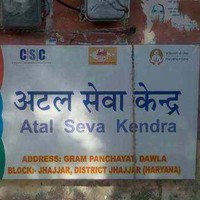 CSC
अटल सेवा केन्द्र
Atal Seva Kendra
ADDRESS: GRAM PANCHAYAT, DAWLA
BLOCK:- JHAJJAR, DISTRICT JHAJJAR (HARYANA)